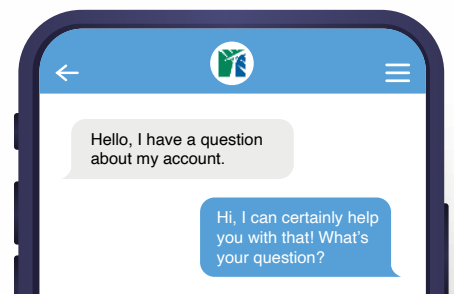 Hello, I have a question
about my account.
Hi, I can certainly help
you with that! What’s
your question?